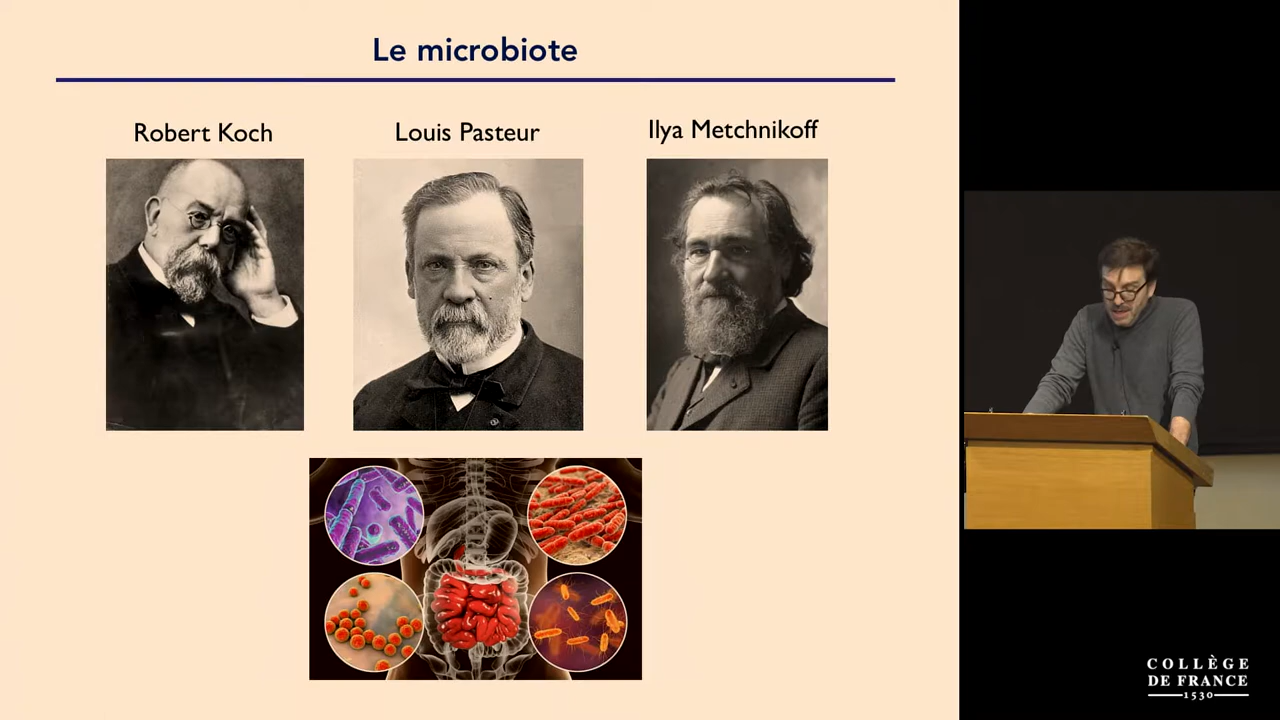 Le microbiote
Robert Koch
Louis Pasteur
Ilya Metchnikoff
COLLÈGE
DE FRANCE
1530